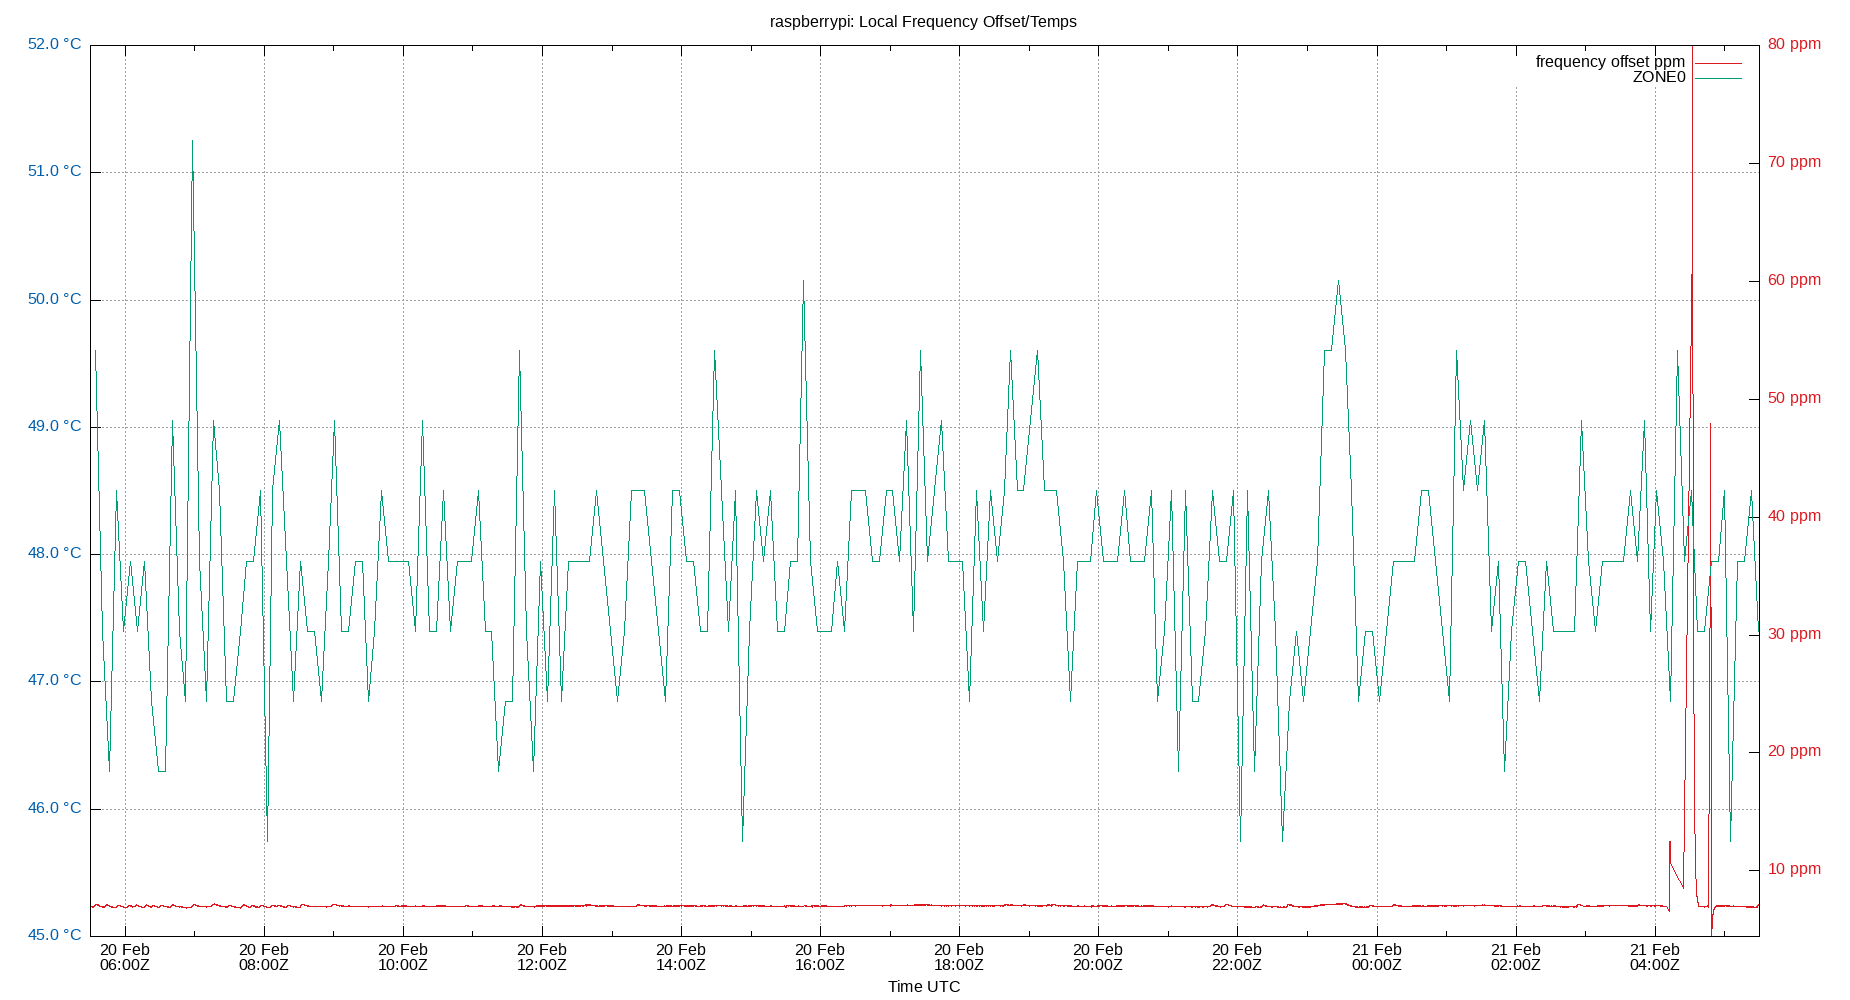 raspberrypi: Local Frequency Offset/Temps
52.0 °C
51.0 °C
50.0 °C
49.0 °C
48.0 °C
47.0 °C
46.0 °C
45.0 °C
80 ppm
70 ppm
60 ppm
50 ppm
40 ppm
30 ppm
20 ppm
10 ppm
frequency offset ppm
ZONE0
20 Feb
06:00Z
20 Feb
08:00Z
20 Feb
10:00Z
20 Feb
12:00Z
20 Feb
14:00Z
20 Feb
16:00Z
20 Feb
18:00Z
20 Feb
20:00Z
20 Feb
22:00Z
21 Feb
00:00Z
21 Feb
02:00Z
21 Feb
04:00Z
Time UTC